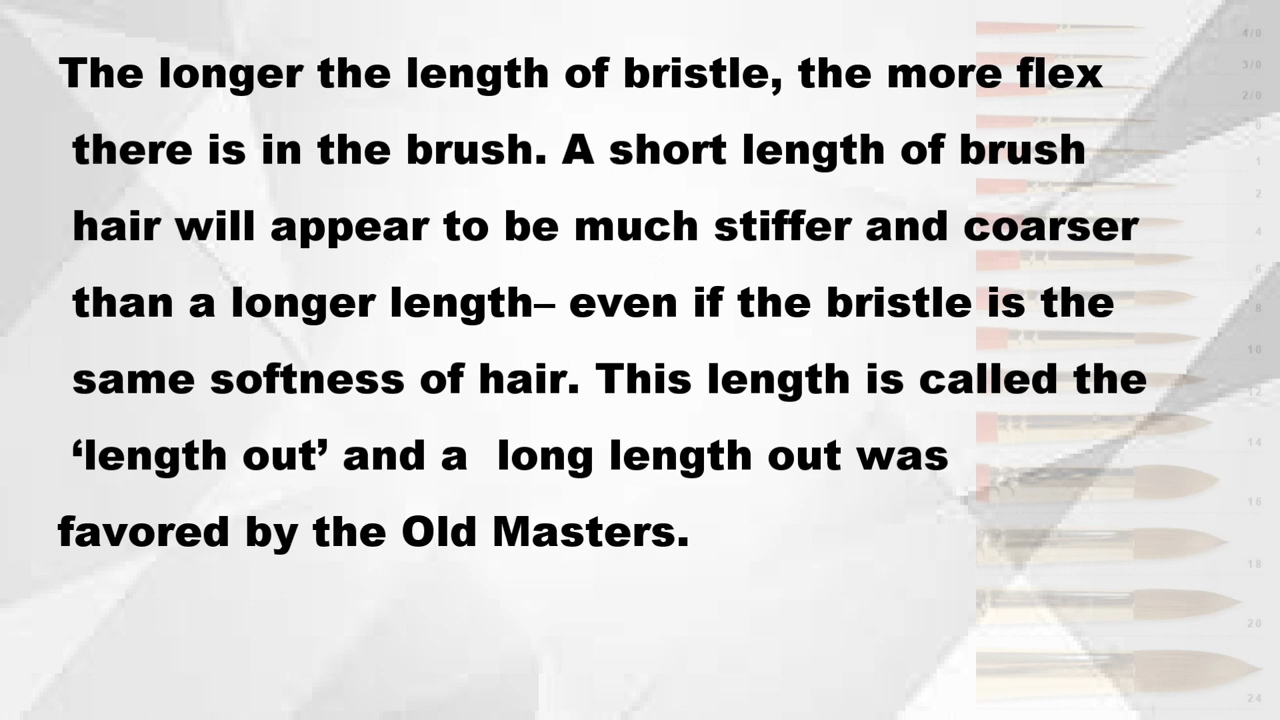 The longer the length of bristle, the more flex
there is in the brush. A short length of brush
hair will appear to be much stiffer and coarser
than a longer length– even if the bristle is the
same softness of hair. This length is called the
‘length out’ and a  long length out was
favored by the Old Masters.
4/0
3/0
2/0
0
1
2
4
6
8
10
12
14
16
18
20
24